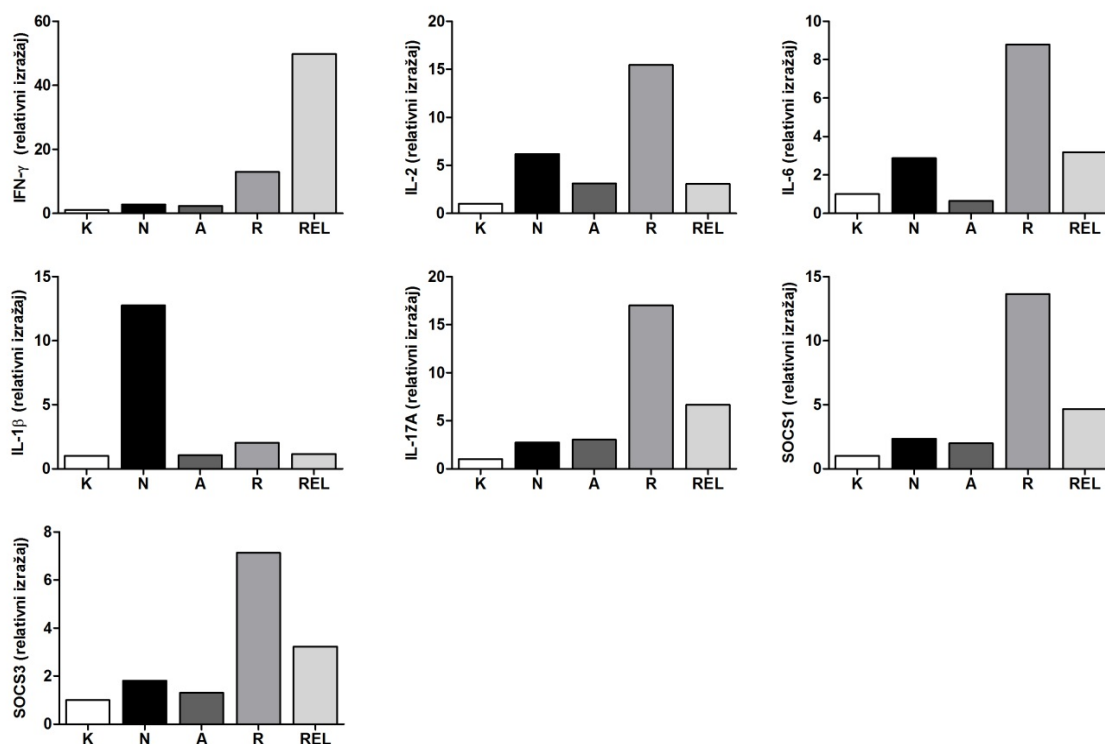 IFN-γ (relativni izražaj)
60
40
20
0
K N A R REL
IL-2 (relativni izražaj)
20
15
10
5
0
K N A R REL
IL-6 (relativni izražaj)
10
8
6
4
2
0
K N A R REL
IL-1β (relativni izražaj)
15
10
5
0
K N A R REL
IL-17A (relativni izražaj)
20
15
10
5
0
K N A R REL
SOCS1 (relativni izražaj)
15
10
5
0
K N A R REL
SOCS3 (relativni izražaj)
8
6
4
2
0
K N A R REL